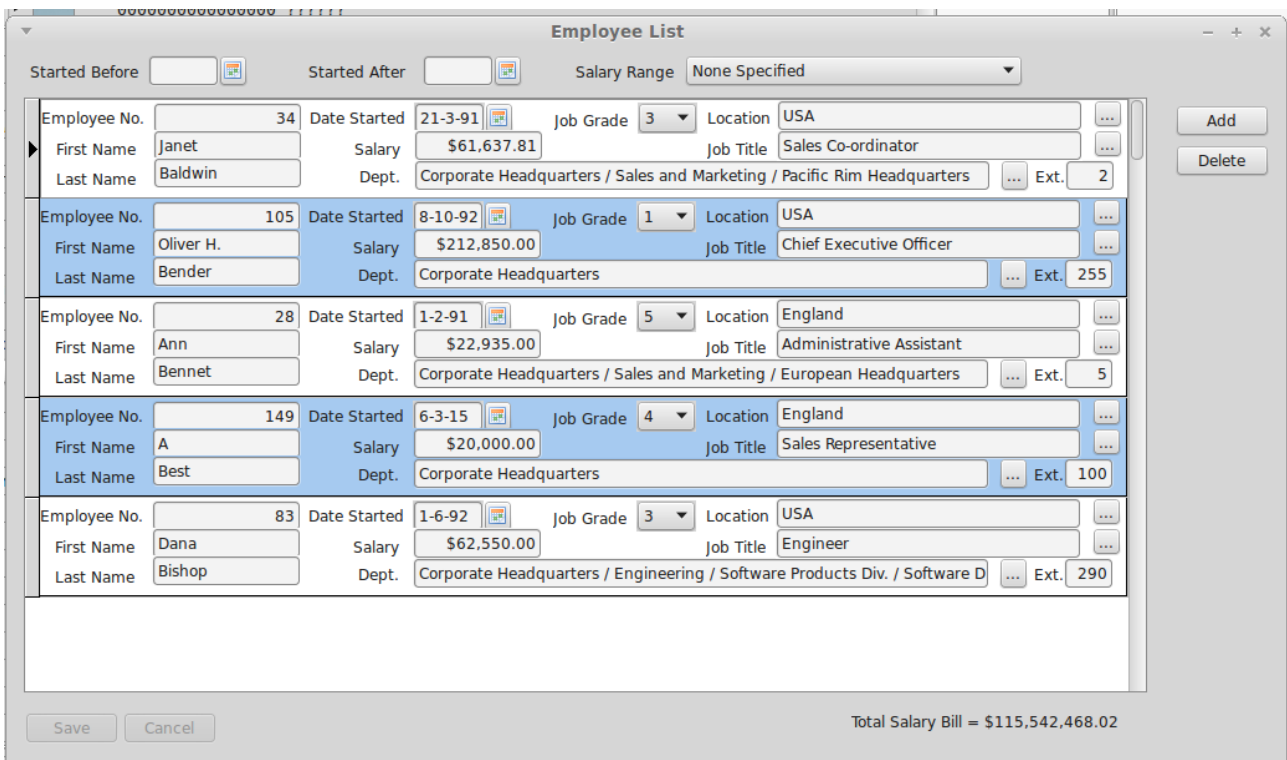 Employee List
Started Before Started After Salary Range None Specified
Employee No. 34 Date Started 21-3-91 Job Grade 3 Location USA ...
First Name Janet Salary $61,637.81 Job Title Sales Co-ordinator ...
Last Name Baldwin Dept. Corporate Headquarters / Sales and Marketing / Pacific Rim Headquarters ... Ext. 2
Employee No. 105 Date Started 8-10-92 Job Grade 1 Location USA ...
First Name Oliver H. Salary $212,850.00 Job Title Chief Executive Officer ...
Last Name Bender Dept. Corporate Headquarters ... Ext. 255
Employee No. 28 Date Started 1-2-91 Job Grade 5 Location England ...
First Name Ann Salary $22,935.00 Job Title Administrative Assistant ...
Last Name Bennet Dept. Corporate Headquarters / Sales and Marketing / European Headquarters ... Ext. 5
Employee No. 149 Date Started 6-3-15 Job Grade 4 Location England ...
First Name A Salary $20,000.00 Job Title Sales Representative ...
Last Name Best Dept. Corporate Headquarters ... Ext. 100
Employee No. 83 Date Started 1-6-92 Job Grade 3 Location USA ...
First Name Dana Salary $62,550.00 Job Title Engineer ...
Last Name Bishop Dept. Corporate Headquarters / Engineering / Software Products Div. / Software D ... Ext. 290
Add
Delete
Save Cancel Total Salary Bill = $115,542,468.02